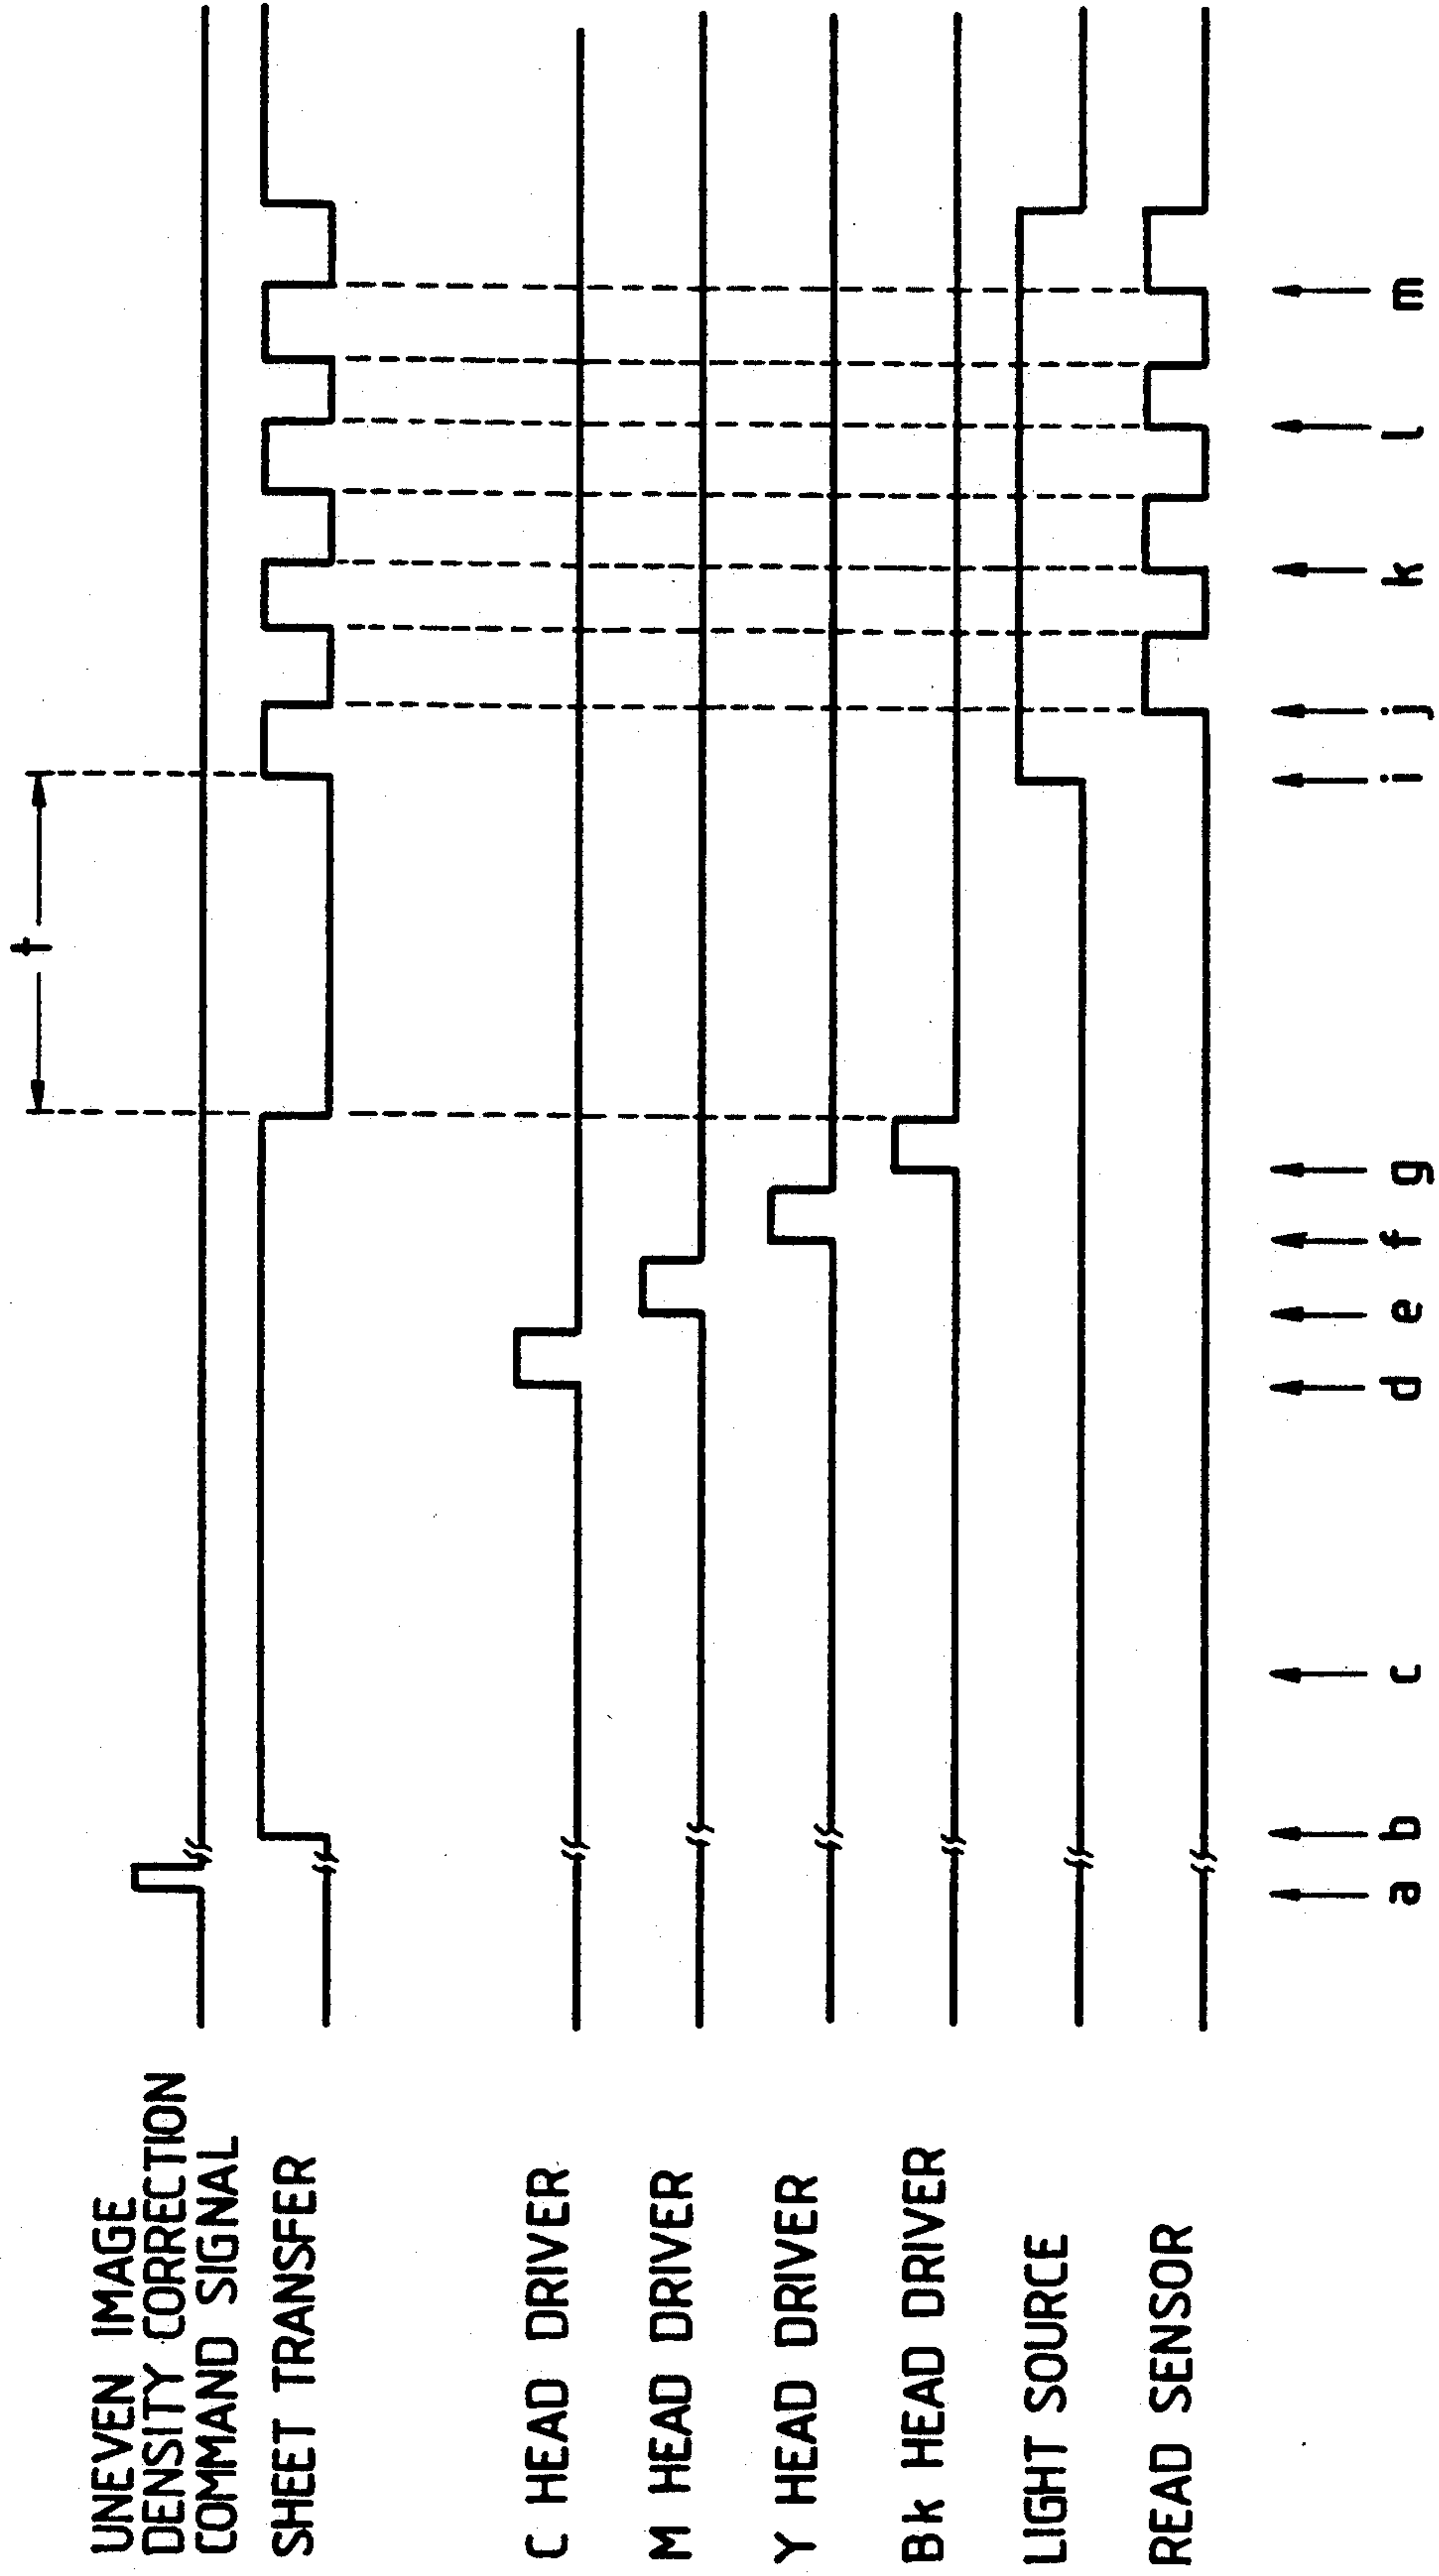 t
UNEVEN IMAGE
DENSITY CORRECTION
COMMAND SIGNAL
SHEET TRANSFER
C HEAD DRIVER
M HEAD DRIVER
Y HEAD DRIVER
Bk HEAD DRIVER
LIGHT SOURCE
READ SENSOR
a b c d e f g i j k l m